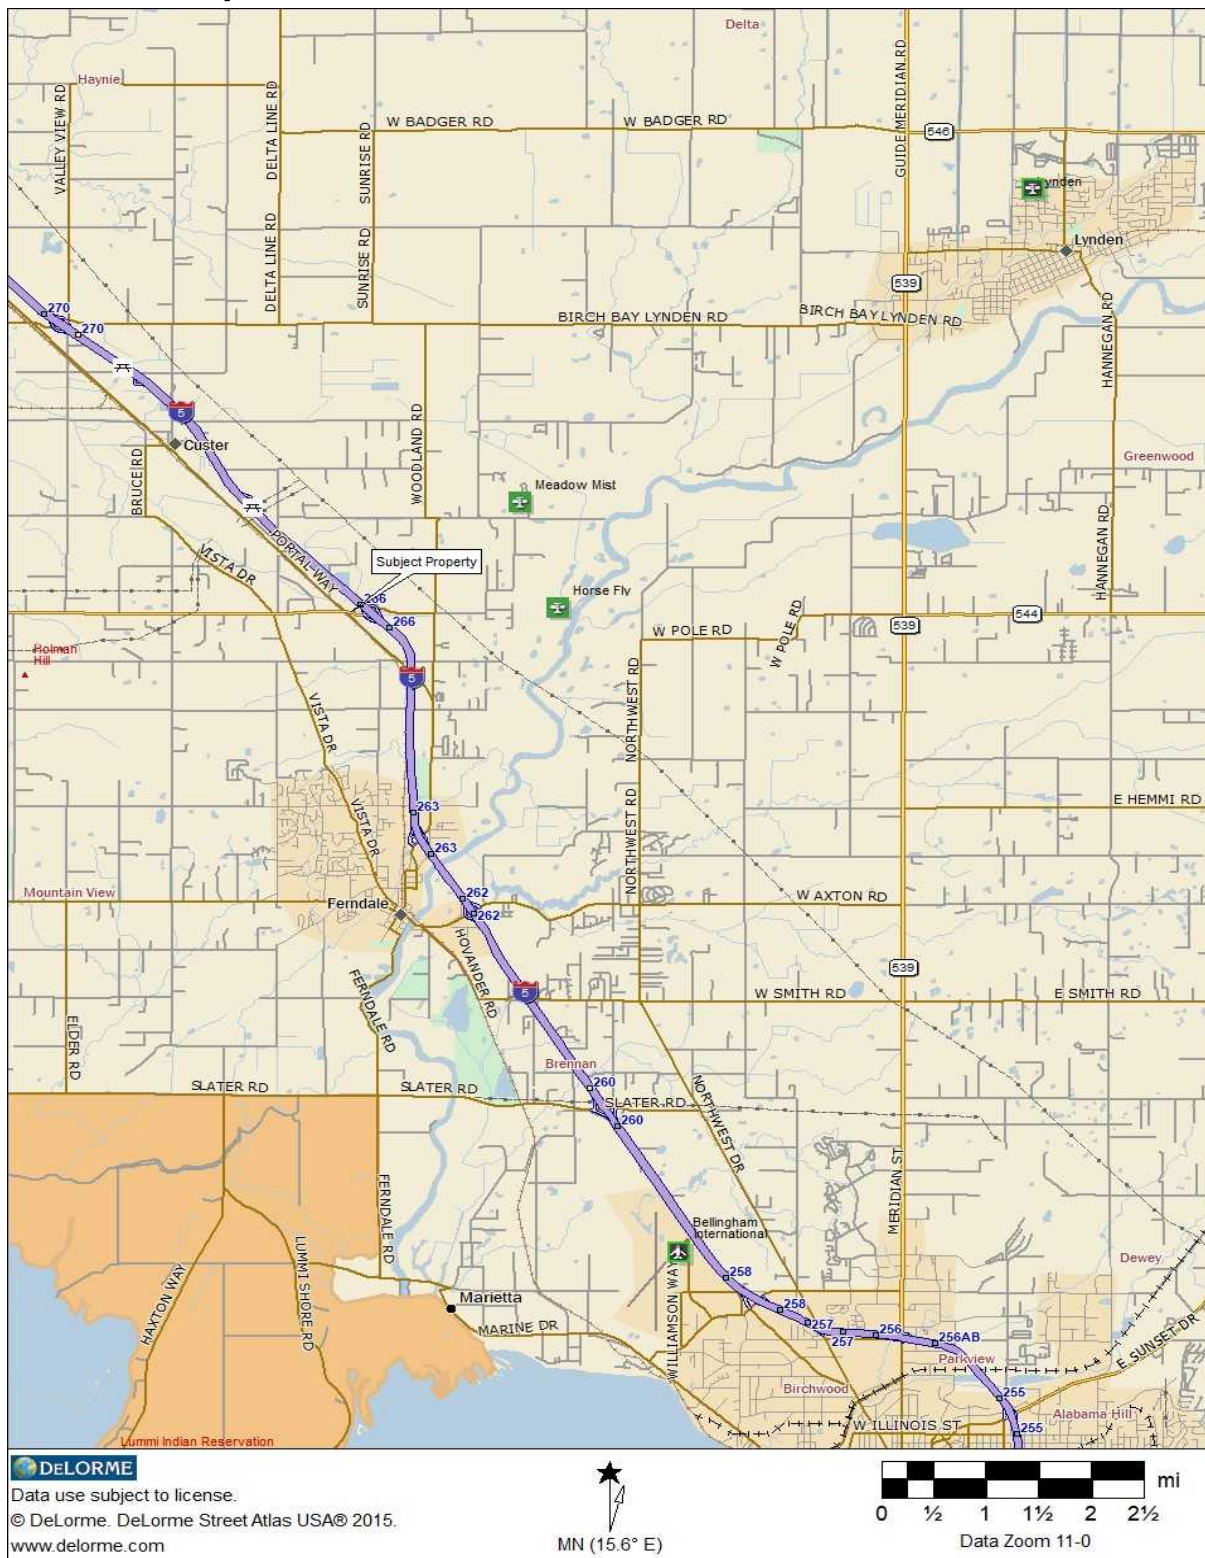 Delta
Haynie
VALLEY VIEW RD
DELTA LINE RD
SUNRISE RD
W BADGER RD
W BADGER RD
GUIDE MERIDIAN RD
546
ynden
Lynden
DELTA LINE RD
SUNRISE RD
539
270
270
BIRCH BAY LYNDEN RD
BIRCH BAY LYNDEN RD
HANNEGAN RD
5
Custer
BRUCE RD
WOODLAND RD
Greenwood
Meadow Mist
PORTAL WAY
VISTA DR
Subject Property
HANNEGAN RD
Horse Fly
266
266
W POLE RD
W POLE RD
539
544
Holman
Hill
5
VISTA DR
NORTHWEST RD
263
VISTA DR
NORTHWEST RD
E HEMMI RD
263
Mountain View
262
W AXTON RD
Ferndale
262
HOVANDER RD
539
FERNDALE RD
5
W SMITH RD
E SMITH RD
ELDER RD
Brennan
SLATER RD
SLATER RD
260
SLATER RD
260
NORTHWEST DR
MERIDIAN ST
FERNDALE RD
Bellingham
International
Dewey
HAXTON WAY
LUMMI SHORE RD
WILLIAMSON WAY
258
Marietta
258
MARINE DR
257
257
256
256AB
Parkview
E SUNSET DR
Birchwood
255
Alabama Hill
W ILLINOIS ST
255
Lummi Indian Reservation
DELORME
Data use subject to license.
© DeLorme. DeLorme Street Atlas USA® 2015.
www.delorme.com
MN (15.6° E)
mi
0 ½ 1 1½ 2 2½
Data Zoom 11-0